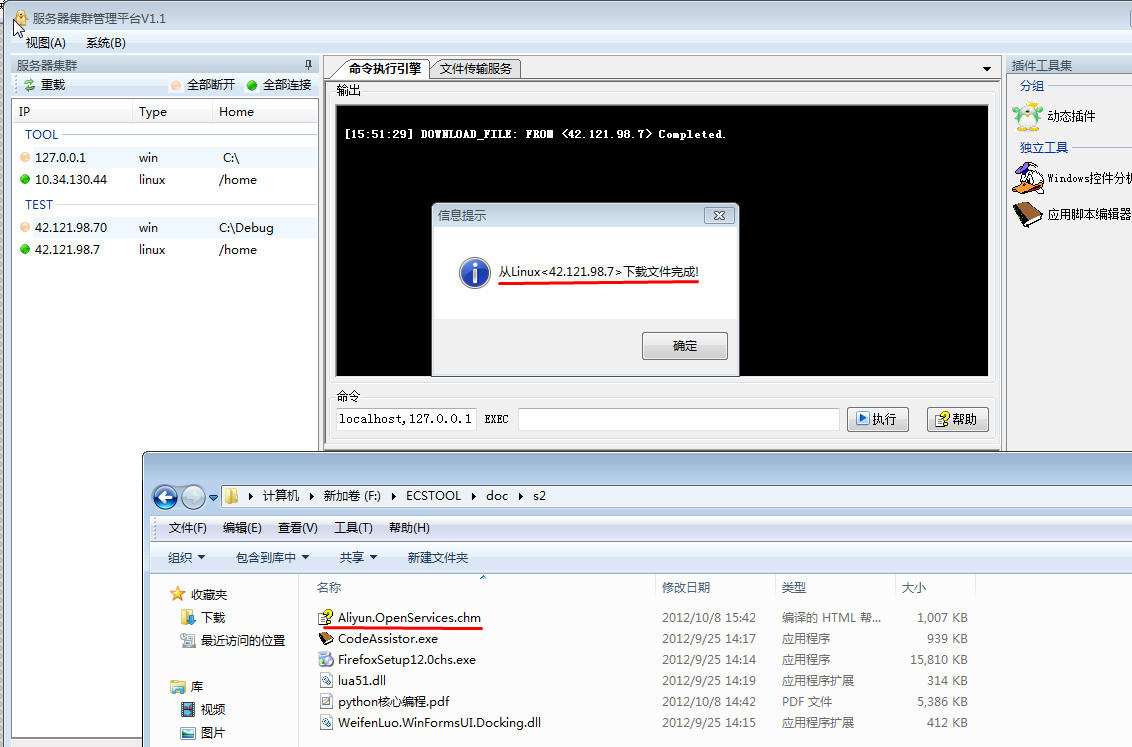 服务器集群管理平台V1.1
视图(A) 系统(B)
服务器集群
重载 全部断开 全部连接
IP Type Home
TOOL
127.0.0.1 win C:\
10.34.130.44 linux /home
TEST
42.121.98.70 win C:\Debug
42.121.98.7 linux /home
命令执行引擎 文件传输服务
输出
[15:51:29] DOWNLOAD_FILE: FROM <42.121.98.7> Completed.
信息提示
从Linux<42.121.98.7>下载文件完成!
确定
命令
localhost,127.0.0.1 EXEC 执行 帮助
插件工具集
分组
动态插件
独立工具
Windows控件分析
应用脚本编辑器
计算机 新加卷 (F:) ECSTOOL doc s2
文件(F) 编辑(E) 查看(V) 工具(T) 帮助(H)
组织 包含到库中 共享 新建文件夹
收藏夹
下载
最近访问的位置
库
视频
图片
名称 修改日期 类型 大小
Aliyun.OpenServices.chm 2012/10/8 15:42 编译的 HTML 帮... 1,007 KB
CodeAssistor.exe 2012/9/25 14:17 应用程序 939 KB
FirefoxSetup12.0chs.exe 2012/9/25 14:14 应用程序 15,810 KB
lua51.dll 2012/9/25 14:19 应用程序扩展 314 KB
python核心编程.pdf 2012/10/8 14:42 PDF 文件 5,386 KB
WeifenLuo.WinFormsUI.Docking.dll 2012/9/25 14:15 应用程序扩展 412 KB